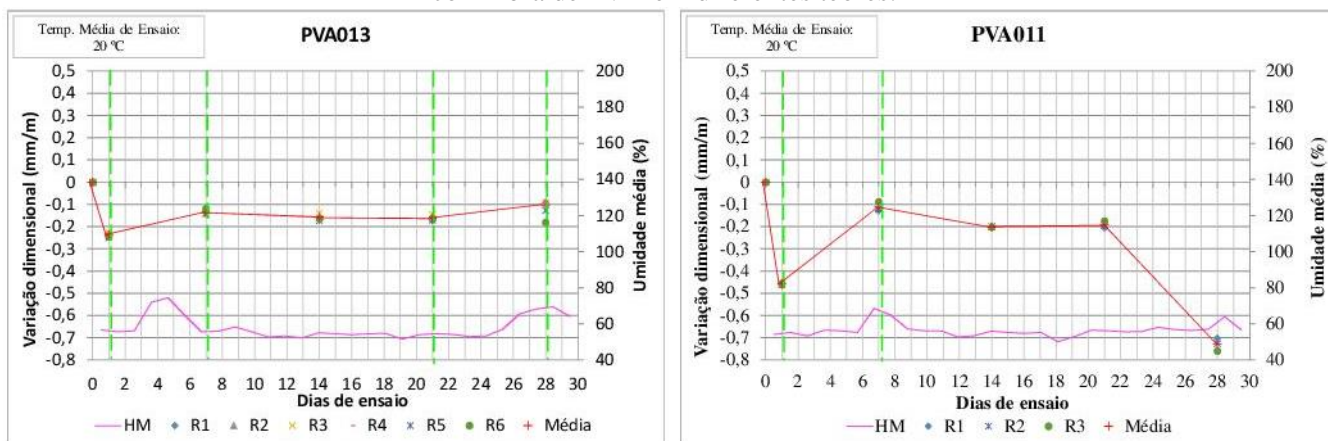 Temp. Média de Ensaio:
20 ºC
PVA013
Variação dimensional (mm/m)
0,5
0,4
0,3
0,2
0,1
0
-0,1
-0,2
-0,3
-0,4
-0,5
-0,6
-0,7
-0,8
200
180
160
140
120
100
80
60
40
Umidade média (%)
0 2 4 6 8 10 12 14 16 18 20 22 24 26 28 30
Dias de ensaio
HM R1 R2 R3 R4 R5 R6 Média
Temp. Média de Ensaio:
20 ºC
PVA011
Variação dimensional (mm/m)
0,5
0,4
0,3
0,2
0,1
0
-0,1
-0,2
-0,3
-0,4
-0,5
-0,6
-0,7
-0,8
200
180
160
140
120
100
80
60
40
Umidade média (%)
0 2 4 6 8 10 12 14 16 18 20 22 24 26 28 30
Dias de ensaio
HM R1 R2 R3 Média